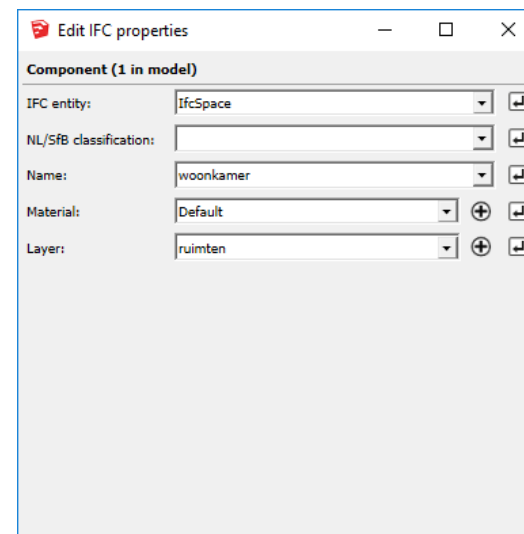 Edit IFC properties
Component (1 in model)
IFC entity: IfcSpace
NL/SfB classification:
Name: woonkamer
Material: Default
Layer: ruimten